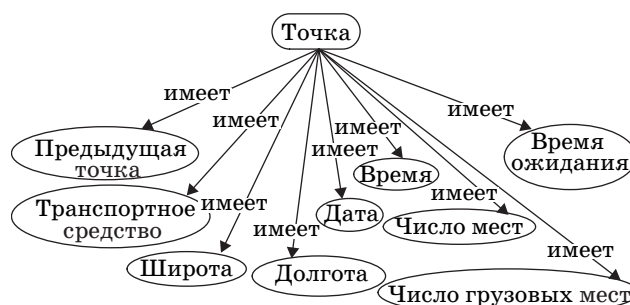 Точка
имеет
имеет
имеет
имеет
имеет
имеет
Предыдущая
точка
Время
Время
ожидания
имеет
имеет
Транспортное
средство
Дата
Число мест
имеет
имеет
Широта
Долгота
Число грузовых мест